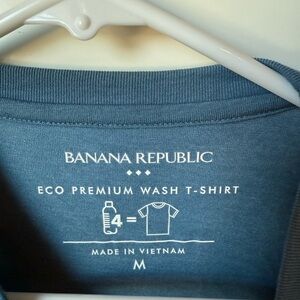 BANANA REPUBLIC
ECO PREMIUM WASH T-SHIRT
4 =
MADE IN VIETNAM
M